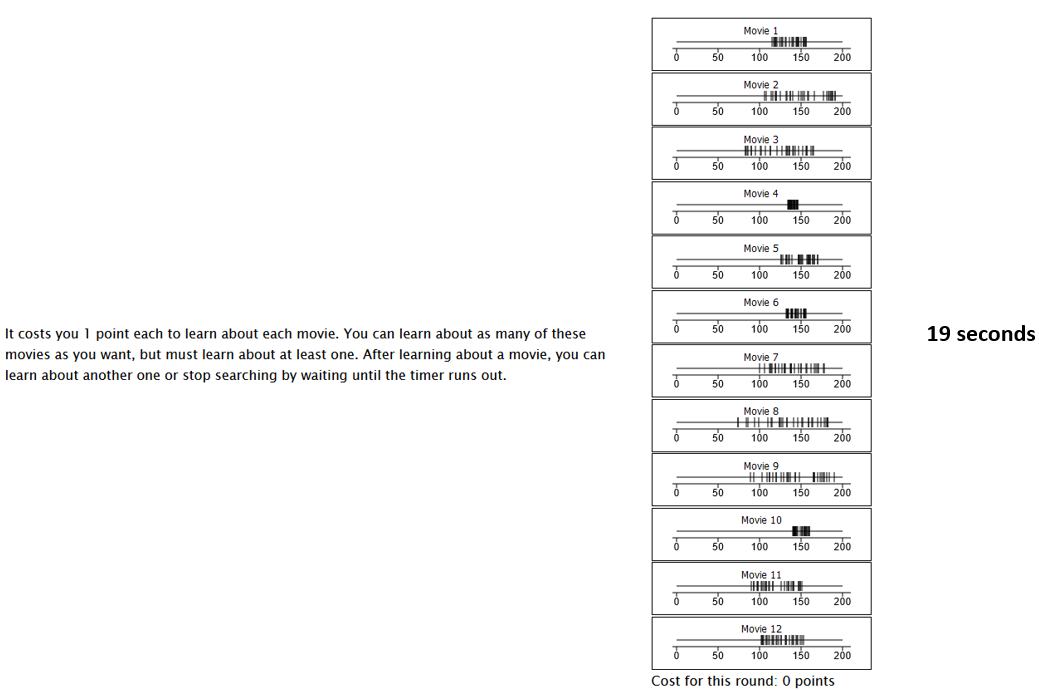 Movie 1
0 50 100 150 200
Movie 2
0 50 100 150 200
Movie 3
0 50 100 150 200
Movie 4
0 50 100 150 200
Movie 5
0 50 100 150 200
Movie 6
0 50 100 150 200
It costs you 1 point each to learn about each movie. You can learn about as many of these
movies as you want, but must learn about at least one. After learning about a movie, you can
learn about another one or stop searching by waiting until the timer runs out.
19 seconds
Movie 7
0 50 100 150 200
Movie 8
0 50 100 150 200
Movie 9
0 50 100 150 200
Movie 10
0 50 100 150 200
Movie 11
0 50 100 150 200
Movie 12
0 50 100 150 200
Cost for this round: 0 points